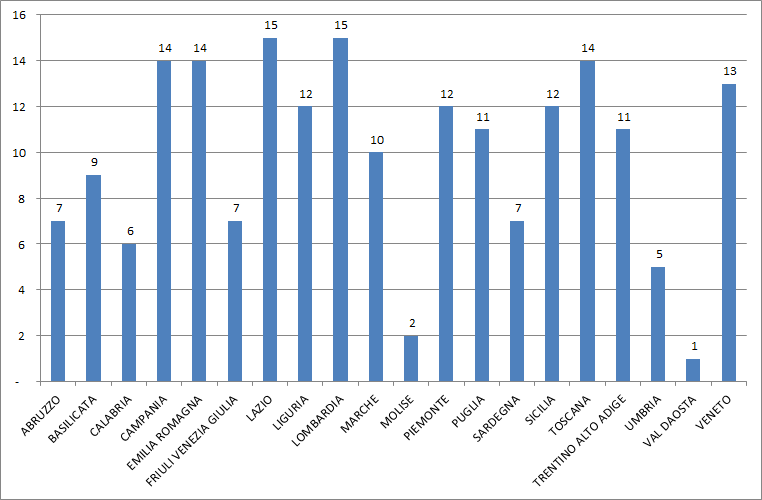 16
14
12
10
8
6
4
2
-
7
9
6
14
14
7
15
12
15
10
2
12
11
7
12
14
11
5
1
13
ABRUZZO
BASILICATA
CALABRIA
CAMPANIA
EMILIA ROMAGNA
FRIULI VENEZIA GIULIA
LAZIO
LIGURIA
LOMBARDIA
MARCHE
MOLISE
PIEMONTE
PUGLIA
SARDEGNA
SICILIA
TOSCANA
TRENTINO ALTO ADIGE
UMBRIA
VAL DAOSTA
VENETO